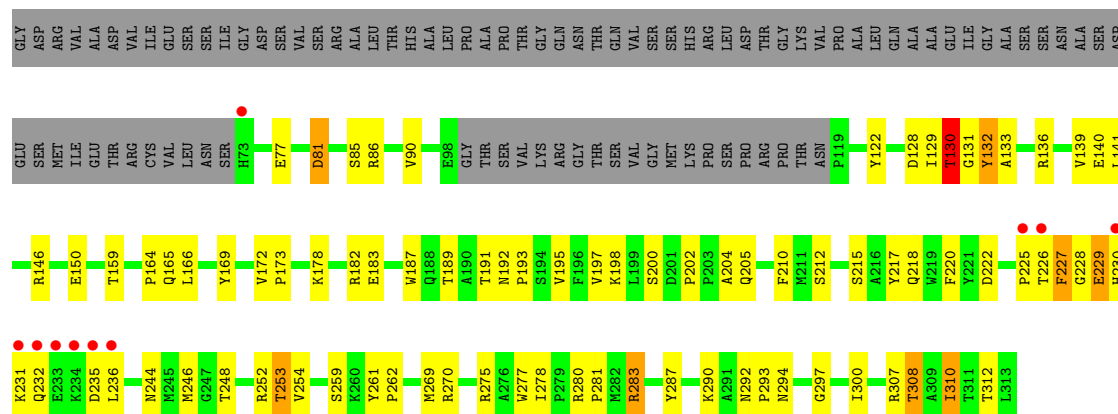 GLY ASP ARG VAL ALA ASP VAL ILE GLU SER SER ILE GLY ASP SER VAL SER ARG ALA LEU THR HIS ALA LEU PRO ALA PRO THR GLY GLN ASN THR GLN VAL SER SER HIS ARG LEU ASP THR GLY LYS VAL PRO ALA LEU GLN ALA ALA GLU ILE GLY ALA SER SER ASN ALA SER ASP
GLU SER MET ILE GLU THR ARG CYS VAL LEU ASN SER H73 E77 D81 S85 R86 V90 E98 GLY THR SER VAL LYS ARG GLY THR SER VAL GLY MET LYS PRO SER PRO ARG PRO THR ASN P119 Y122 D128 I129 T130 G131 Y132 A133 R136 V139 E140 L141
R146 E150 T159 P164 Q165 L166 Y169 V172 P173 K178 R182 E183 W187 Q188 T189 A190 T191 N192 P193 S194 V195 F196 V197 K198 L199 S200 D201 P202 P203 A204 Q205 F210 M211 S212 S215 A216 Y217 Q218 W219 F220 Y221 D222 P225 T226 F227 G228 E229 H230
K231 Q232 E233 K234 D235 L236 N244 M245 M246 G247 T248 R252 T253 V254 S259 K260 Y261 P262 M269 R270 R275 A276 W277 I278 P279 R280 P281 M282 R283 Y287 K290 A291 N292 P293 N294 G297 I300 R307 T308 A309 I310 T311 T312 L313